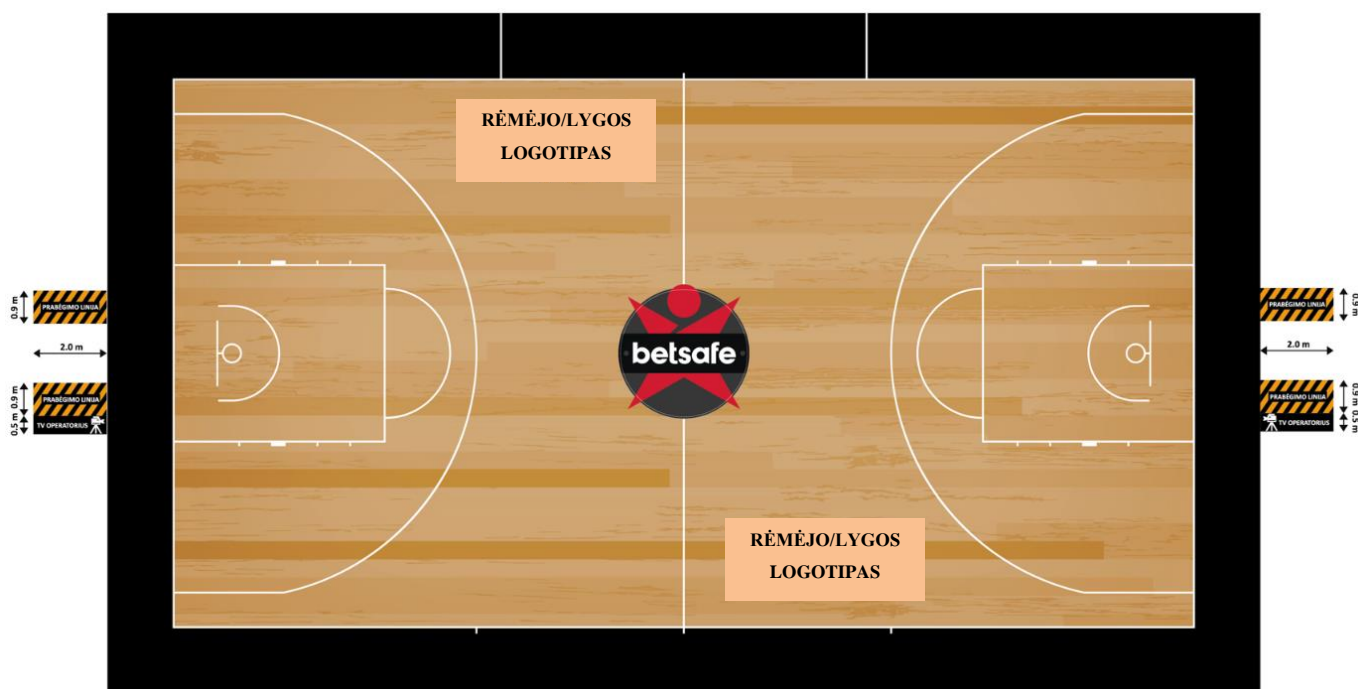 RĖMĖJO/LYGOS
LOGOTIPAS
0.9 m
PRABĖGIMO LINIJA
PRABĖGIMO LINIJA
0.9 m
2.0 m
2.0 m
betsafe
0.9 m
PRABĖGIMO LINIJA
PRABĖGIMO LINIJA
0.9 m
0.5 m
TV OPERATORIUS
TV OPERATORIUS
0.5 m
RĖMĖJO/LYGOS
LOGOTIPAS